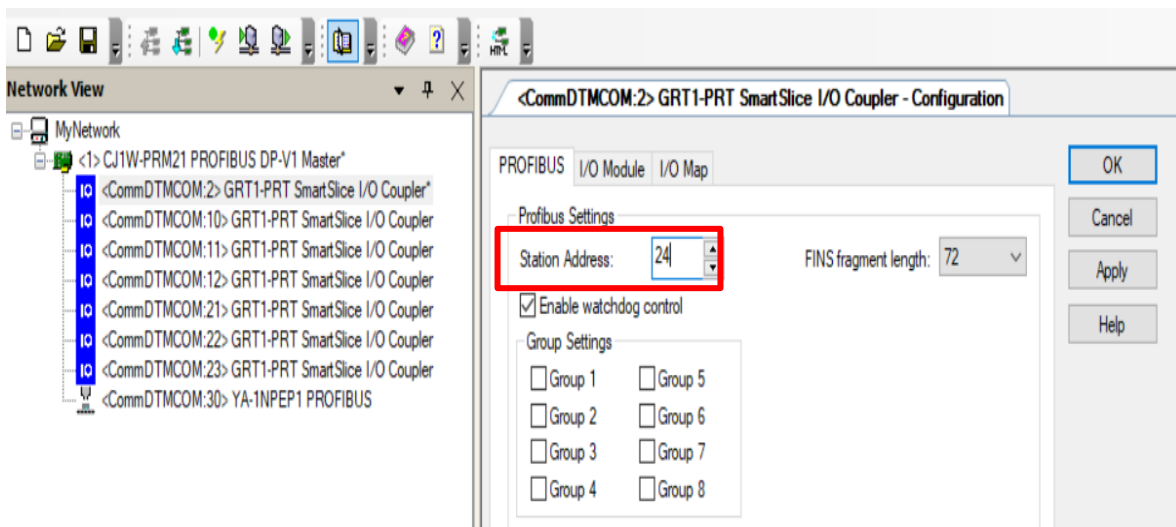 HTML
Network View
MyNetwork
<1> CJ1W-PRM21 PROFIBUS DP-V1 Master*
<CommDTMCOM:2> GRT1-PRT SmartSlice I/O Coupler*
<CommDTMCOM:10> GRT1-PRT SmartSlice I/O Coupler
<CommDTMCOM:11> GRT1-PRT SmartSlice I/O Coupler
<CommDTMCOM:12> GRT1-PRT SmartSlice I/O Coupler
<CommDTMCOM:21> GRT1-PRT SmartSlice I/O Coupler
<CommDTMCOM:22> GRT1-PRT SmartSlice I/O Coupler
<CommDTMCOM:23> GRT1-PRT SmartSlice I/O Coupler
<CommDTMCOM:30> YA-1NPEP1 PROFIBUS
<CommDTMCOM:2> GRT1-PRT SmartSlice I/O Coupler - Configuration
PROFIBUS I/O Module I/O Map
Profibus Settings
Station Address: 24 FINS fragment length: 72
Enable watchdog control
Group Settings
Group 1 Group 5
Group 2 Group 6
Group 3 Group 7
Group 4 Group 8
OK
Cancel
Apply
Help